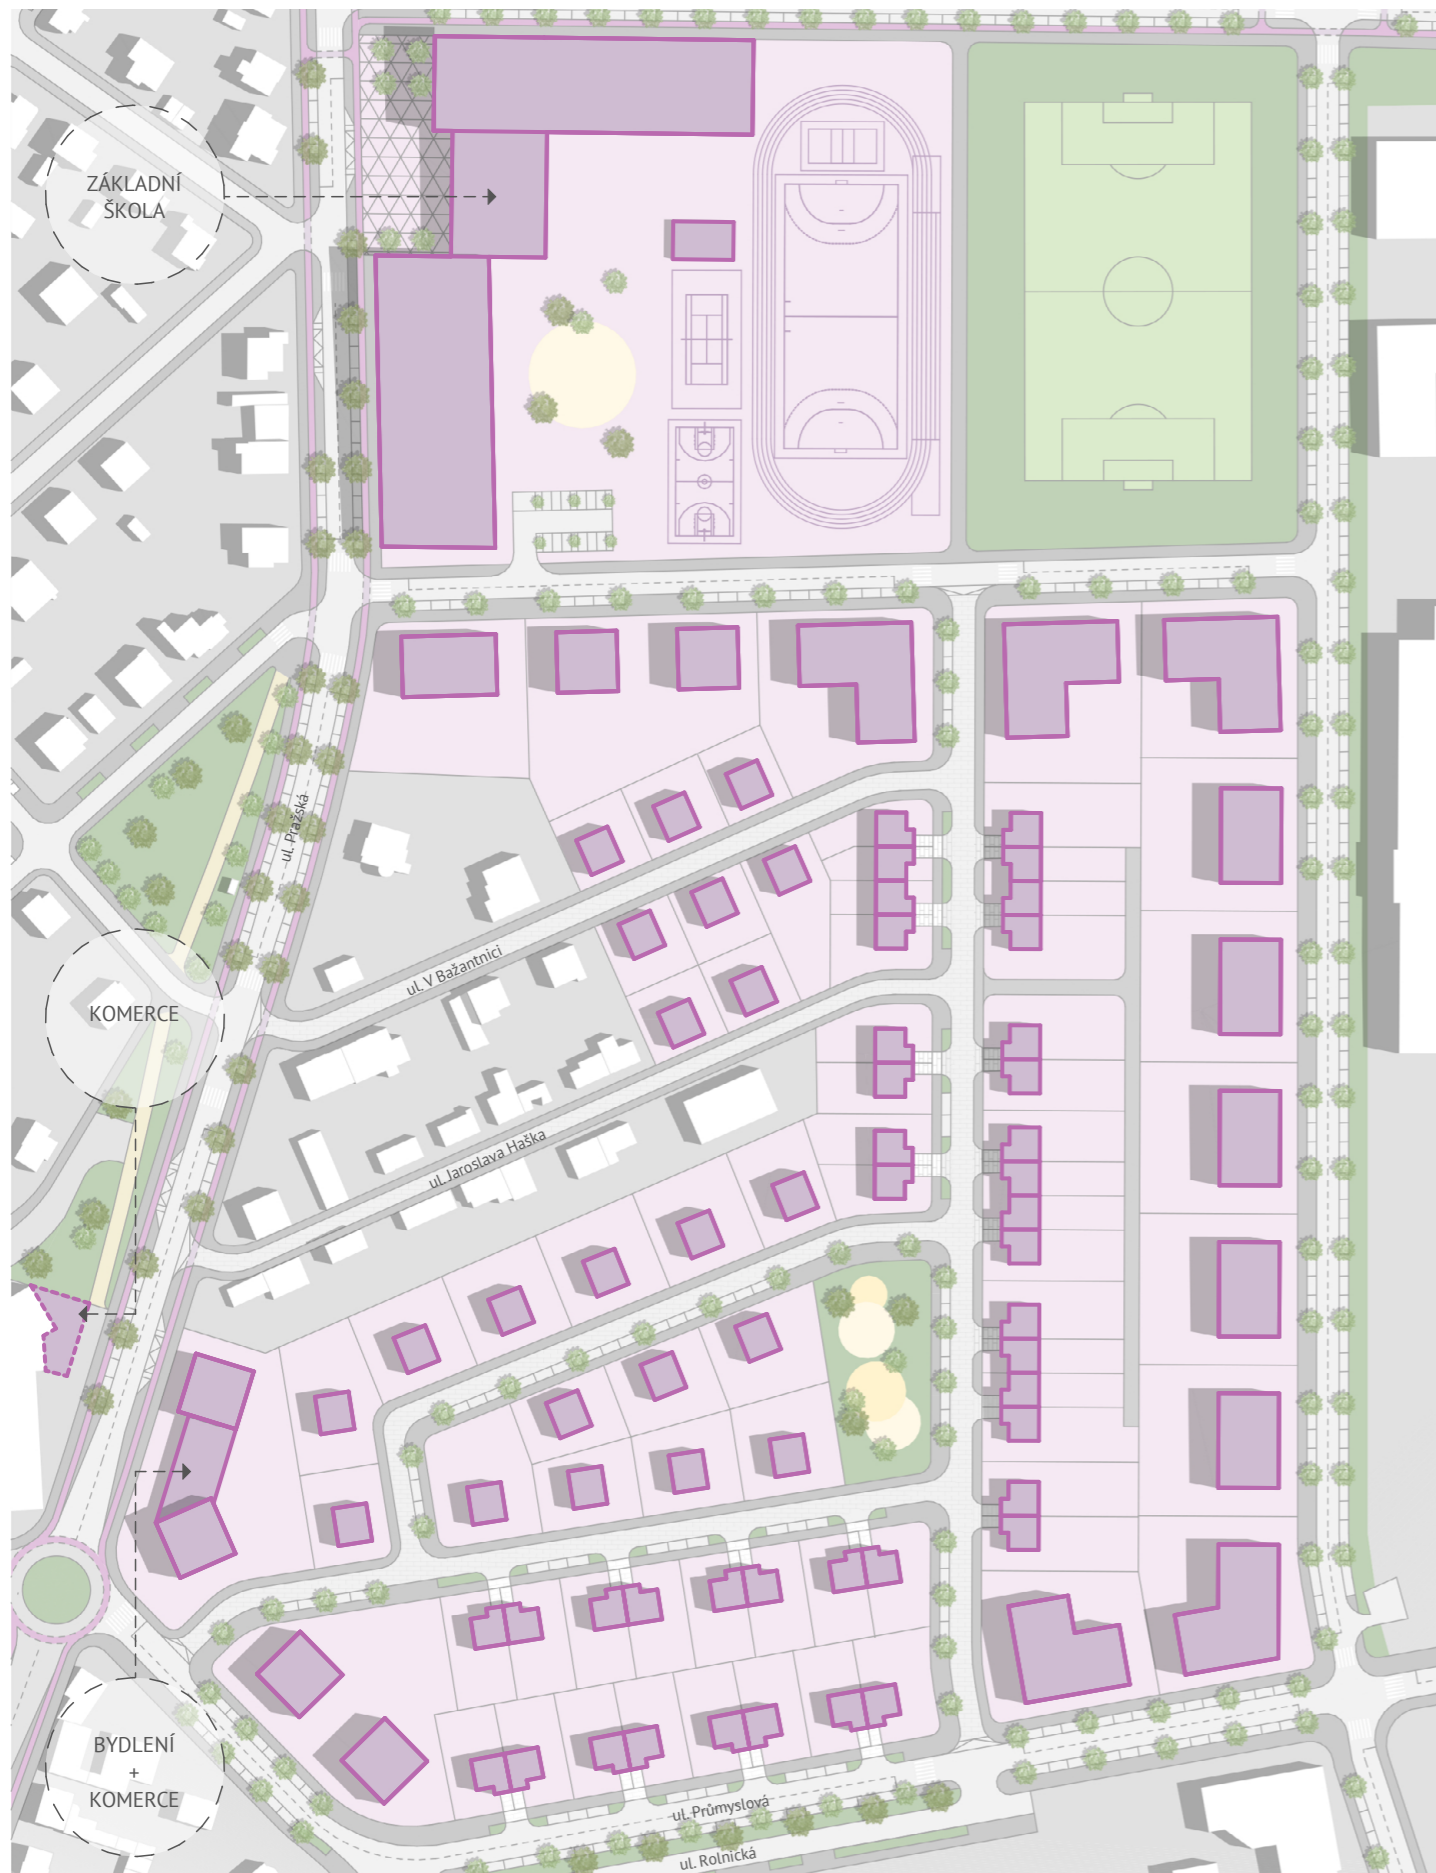 ZÁKLADNÍ
ŠKOLA
ul. Pražská
ul. V Bažantnici
KOMERCE
ul. Jaroslava Haška
BYDLENÍ
+
KOMERCE
ul. Průmyslová
ul. Rolnická